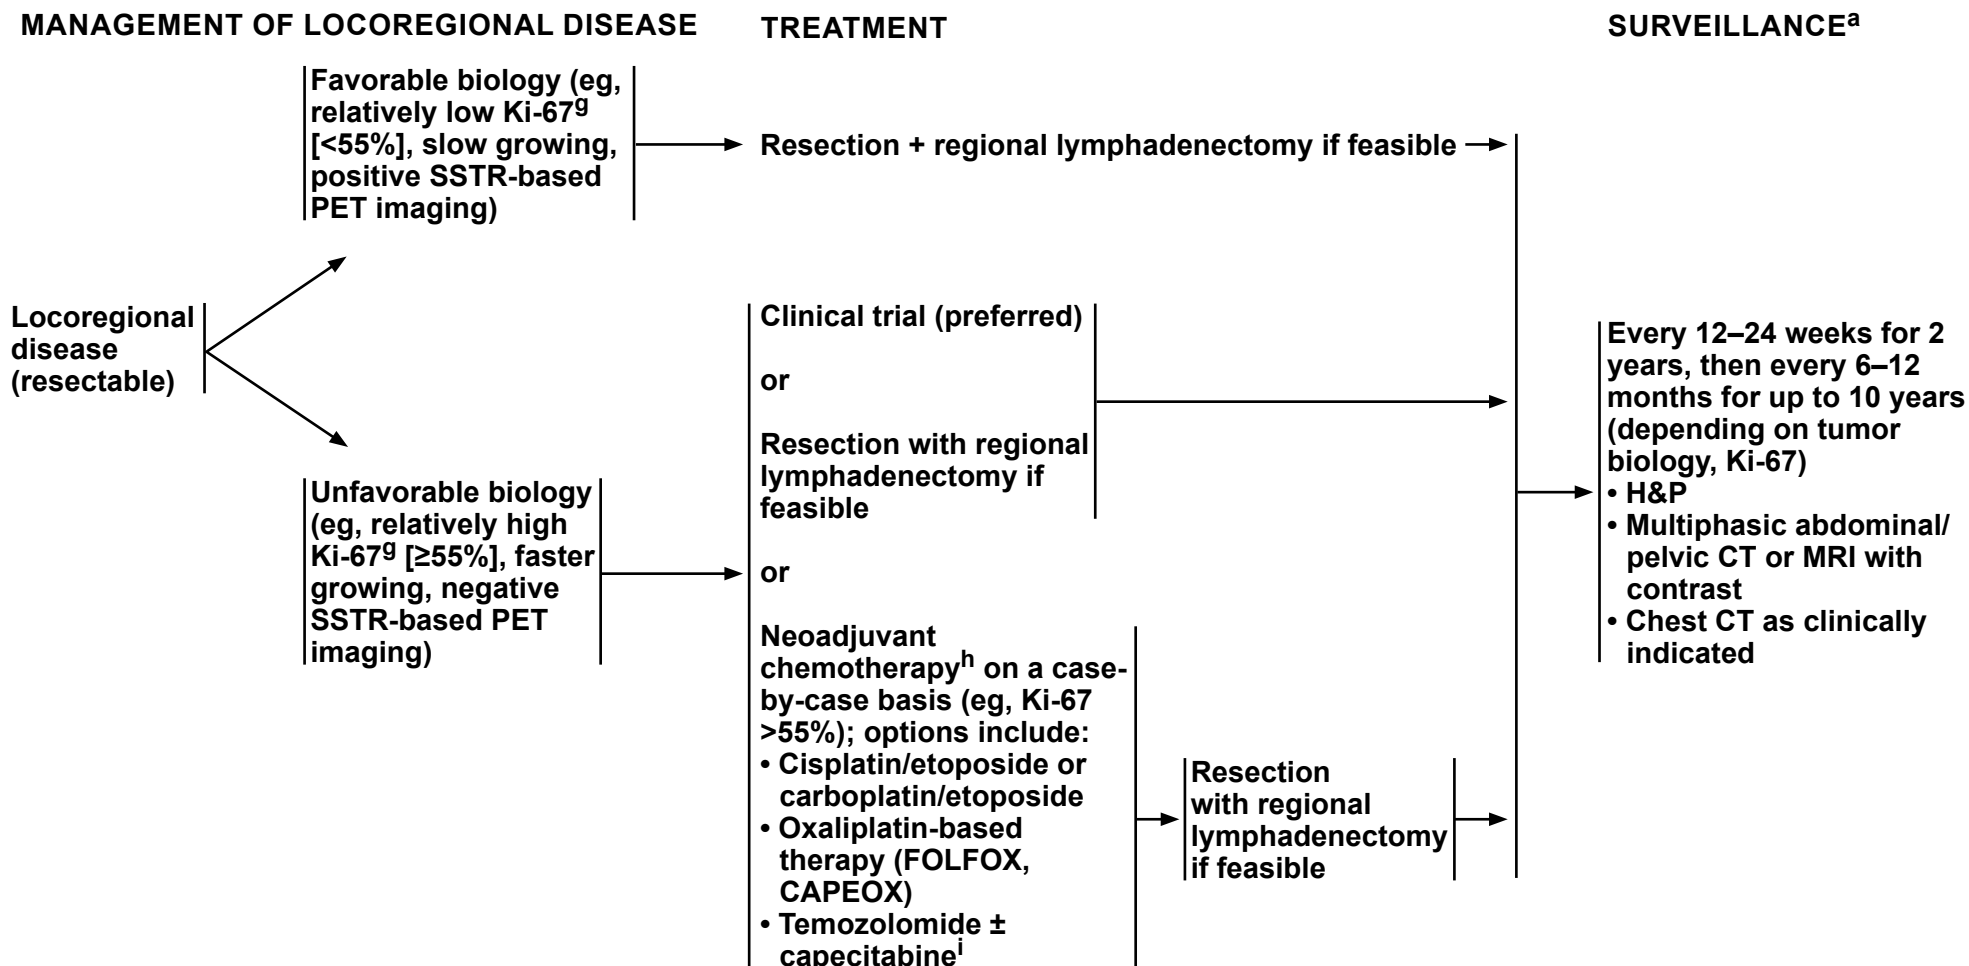 MANAGEMENT OF LOCOREGIONAL DISEASE
TREATMENT
SURVEILLANCEᵃ
Locoregional
disease
(resectable)
Favorable biology (eg,
relatively low Ki-67ᵍ
[<55%], slow growing,
positive SSTR-based
PET imaging)
Resection + regional lymphadenectomy if feasible
Unfavorable biology
(eg, relatively high
Ki-67ᵍ [≥55%], faster
growing, negative
SSTR-based PET
imaging)
Clinical trial (preferred)
or
Resection with regional
lymphadenectomy if
feasible
or
Neoadjuvant
chemotherapyʰ on a case-
by-case basis (eg, Ki-67
>55%); options include:
• Cisplatin/etoposide or
carboplatin/etoposide
• Oxaliplatin-based
therapy (FOLFOX,
CAPEOX)
• Temozolomide ±
capecitabineⁱ
Resection
with regional
lymphadenectomy
if feasible
Every 12–24 weeks for 2
years, then every 6–12
months for up to 10 years
(depending on tumor
biology, Ki-67)
• H&P
• Multiphasic abdominal/
pelvic CT or MRI with
contrast
• Chest CT as clinically
indicated